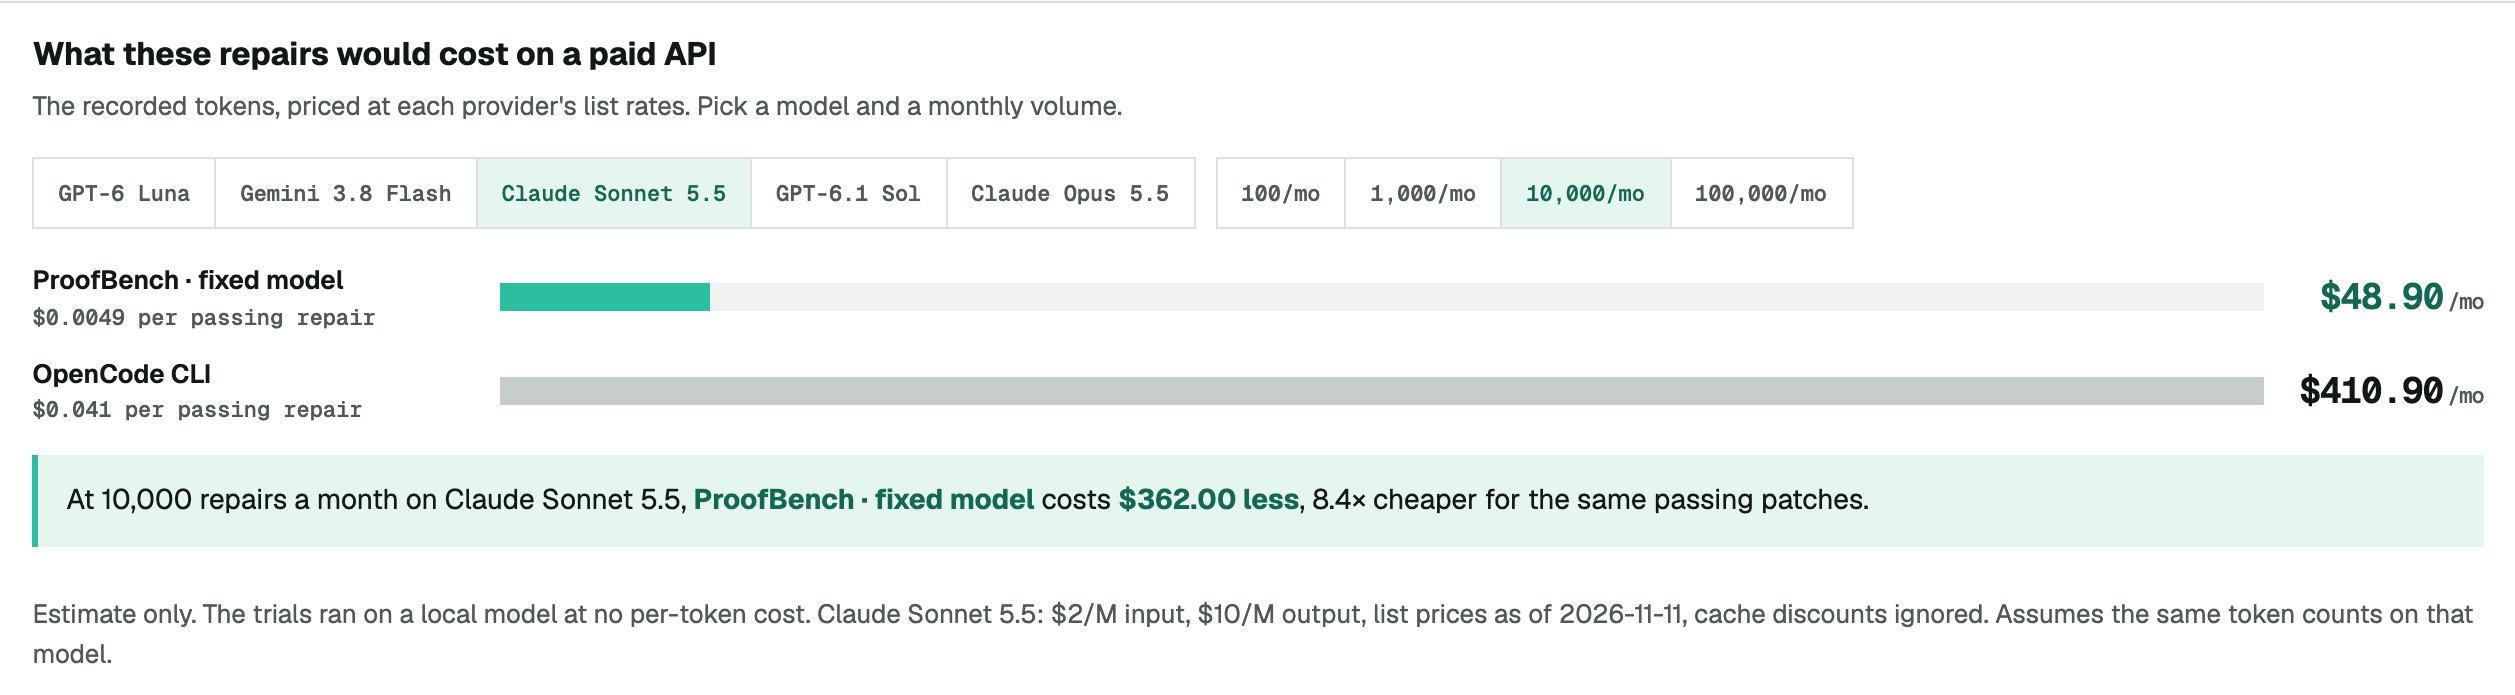 What these repairs would cost on a paid API
The recorded tokens, priced at each provider's list rates. Pick a model and a monthly volume.
GPT-6 Luna Gemini 3.8 Flash Claude Sonnet 5.5 GPT-6.1 Sol Claude Opus 5.5 100/mo 1,000/mo 10,000/mo 100,000/mo
ProofBench · fixed model
$0.0049 per passing repair
$48.90 /mo
OpenCode CLI
$0.041 per passing repair
$410.90 /mo
At 10,000 repairs a month on Claude Sonnet 5.5, ProofBench · fixed model costs $362.00 less, 8.4× cheaper for the same passing patches.
Estimate only. The trials ran on a local model at no per-token cost. Claude Sonnet 5.5: $2/M input, $10/M output, list prices as of 2026-11-11, cache discounts ignored. Assumes the same token counts on that
model.